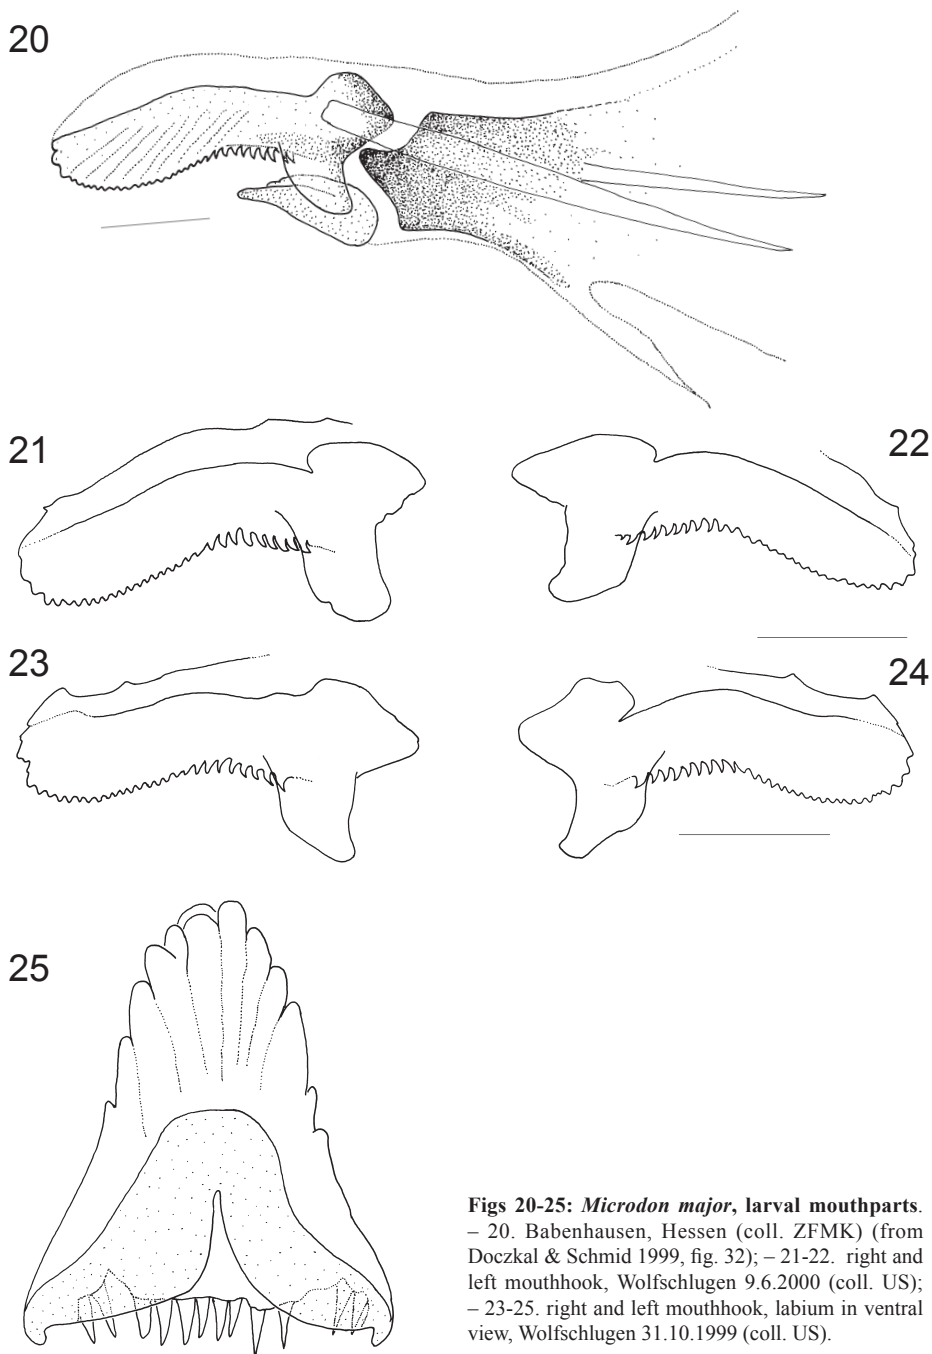 20
21
22
23
24
25
Figs 20-25: Microdon major, larval mouthparts.
– 20. Babenhausen, Hessen (coll. ZFMK) (from
Doczkal & Schmid 1999, fig. 32); – 21-22. right and
left mouthhook, Wolfschlugen 9.6.2000 (coll. US);
– 23-25. right and left mouthhook, labium in ventral
view, Wolfschlugen 31.10.1999 (coll. US).